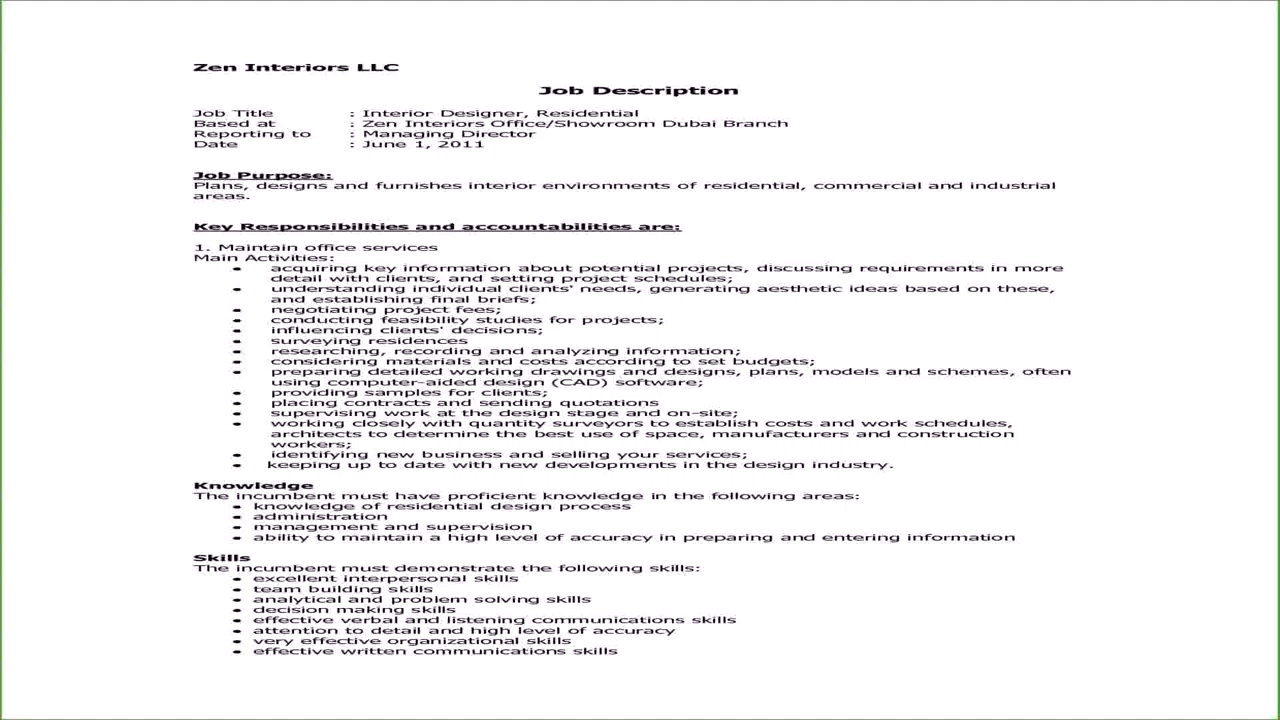 Zen Interiors LLC
Job Description
Job Title : Interior Designer, Residential
Based at : Zen Interiors Office/Showroom Dubai Branch
Reporting to : Managing Director
Date : June 1, 2011
Job Purpose:
Plans, designs and furnishes interior environments of residential, commercial and industrial
areas.
Key Responsibilities and accountabilities are:
1. Maintain office services
Main Activities:
• acquiring key information about potential projects, discussing requirements in more
detail with clients, and setting project schedules;
• understanding individual clients' needs, generating aesthetic ideas based on these,
and establishing final briefs;
• negotiating project fees;
• conducting feasibility studies for projects;
• influencing clients' decisions;
• surveying residences
• researching, recording and analyzing information;
• considering materials and costs according to set budgets;
• preparing detailed working drawings and designs, plans, models and schemes, often
using computer-aided design (CAD) software;
• providing samples for clients;
• placing contracts and sending quotations
• supervising work at the design stage and on-site;
• working closely with quantity surveyors to establish costs and work schedules,
architects to determine the best use of space, manufacturers and construction
workers;
• identifying new business and selling your services;
• keeping up to date with new developments in the design industry.
Knowledge
The incumbent must have proficient knowledge in the following areas:
• knowledge of residential design process
• administration
• management and supervision
• ability to maintain a high level of accuracy in preparing and entering information
Skills
The incumbent must demonstrate the following skills:
• excellent interpersonal skills
• team building skills
• analytical and problem solving skills
• decision making skills
• effective verbal and listening communications skills
• attention to detail and high level of accuracy
• very effective organizational skills
• effective written communications skills